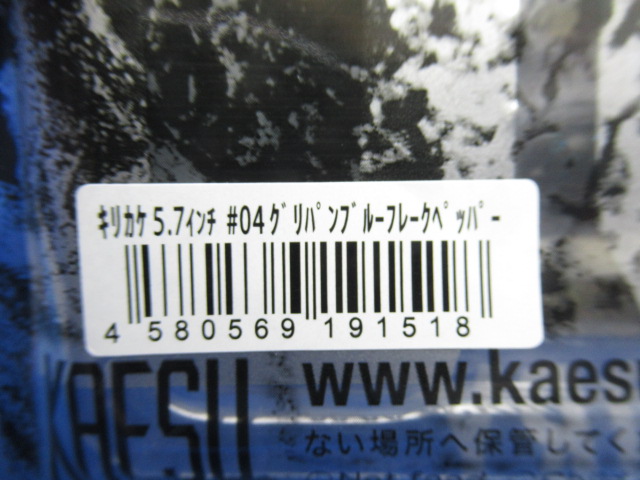 ｷﾘｶｹ 5.7ｲﾝﾁ #04ｸﾞﾘﾊﾟﾝﾌﾞﾙｰﾌﾚｰｸﾍﾟｯﾊﾟｰ
4 580569 191518
KAESU
www.kaesu
ない場所へ保管してく